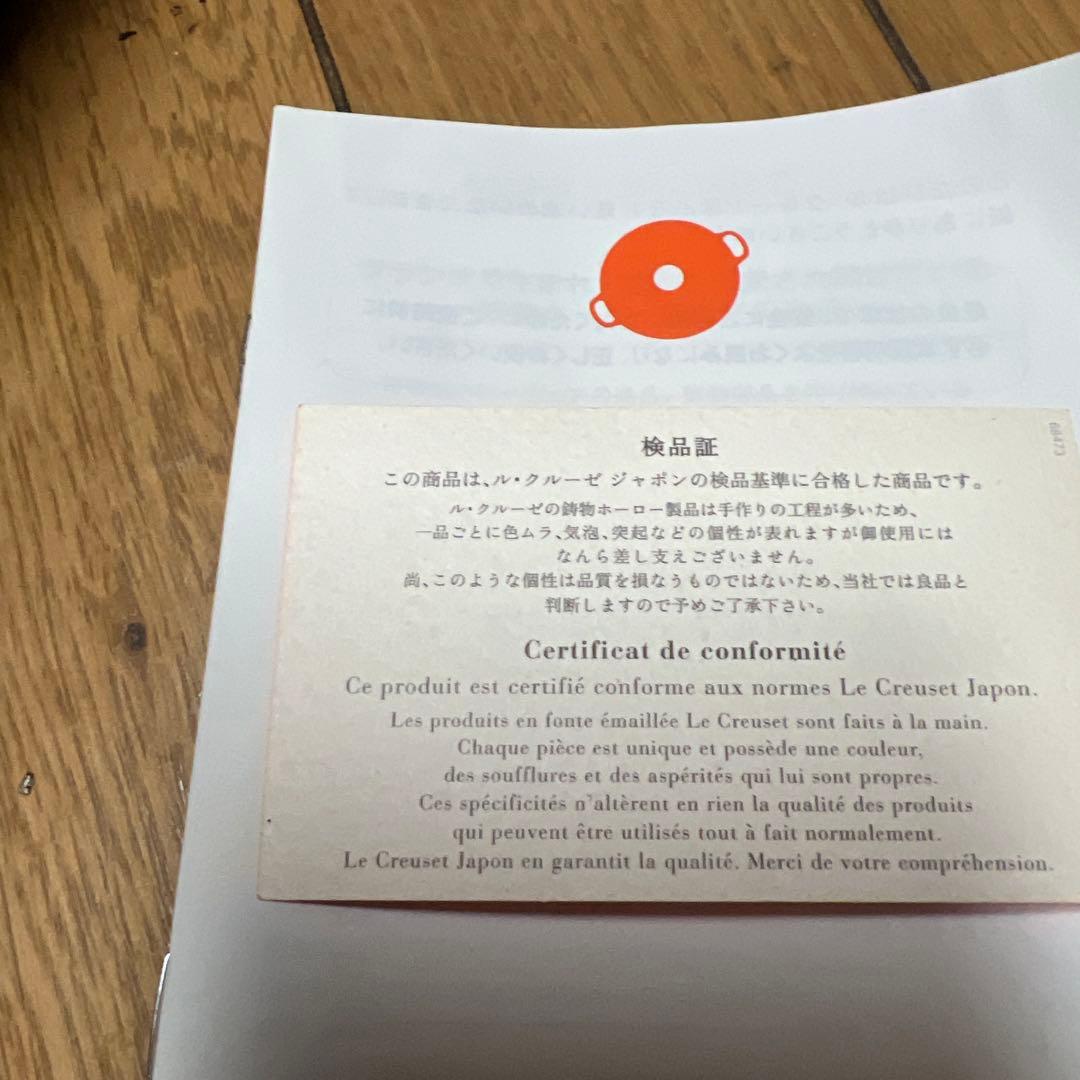 検品証
この商品は、ル・クルーゼ ジャポンの検品基準に合格した商品です。
ル・クルーゼの鋳物ホーロー製品は手作りの工程が多いため、
一品ごとに色ムラ、気泡、突起などの個性が表れますが御使用には
なんら差し支えございません。
尚、このような個性は品質を損なうものではないため、当社では良品と
判断しますので予めご了承下さい。
Certificat de conformité
Ce produit est certifié conforme aux normes Le Creuset Japon.
Les produits en fonte émaillée Le Creuset sont faits à la main.
Chaque pièce est unique et possède une couleur,
des soufflures et des aspérités qui lui sont propres.
Ces spécificités n'altèrent en rien la qualité des produits
qui peuvent être utilisés tout à fait normalement.
Le Creuset Japon en garantit la qualité. Merci de votre compréhension.
68473